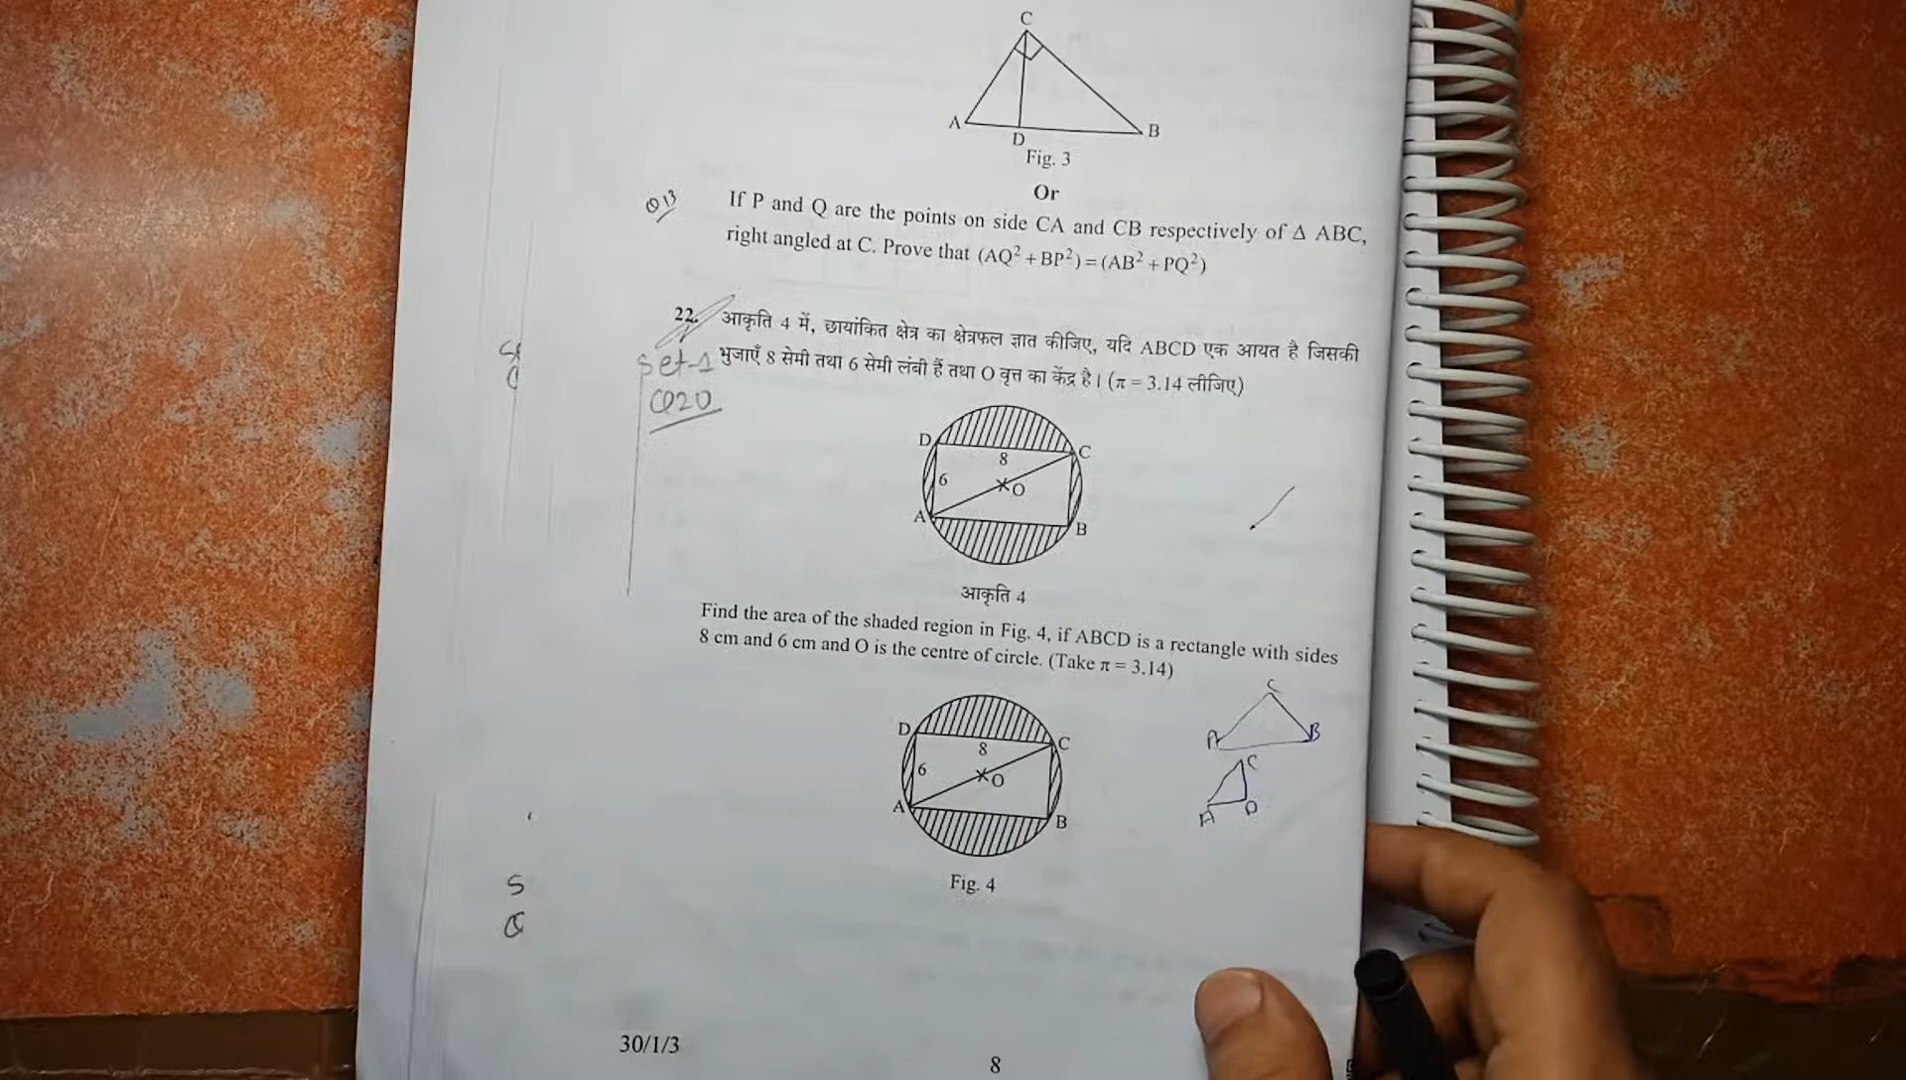 C
A
D
B
Fig. 3
Or
Q13
If P and Q are the points on side CA and CB respectively of Δ ABC,
right angled at C. Prove that (AQ² + BP²) = (AB² + PQ²)
22. आकृति 4 में, छायांकित क्षेत्र का क्षेत्रफल ज्ञात कीजिए, यदि ABCD एक आयत है जिसकी
Set-1
भुजाएँ 8 सेमी तथा 6 सेमी लंबी हैं तथा O वृत्त का केंद्र है। (π = 3.14 लीजिए)
Q20
D
C
8
6
O
A
B
आकृति 4
Find the area of the shaded region in Fig. 4, if ABCD is a rectangle with sides
8 cm and 6 cm and O is the centre of circle. (Take π = 3.14)
D
C
8
6
O
A
B
Fig. 4
C
A
B
C
A
D
S
Q
30/1/3
8